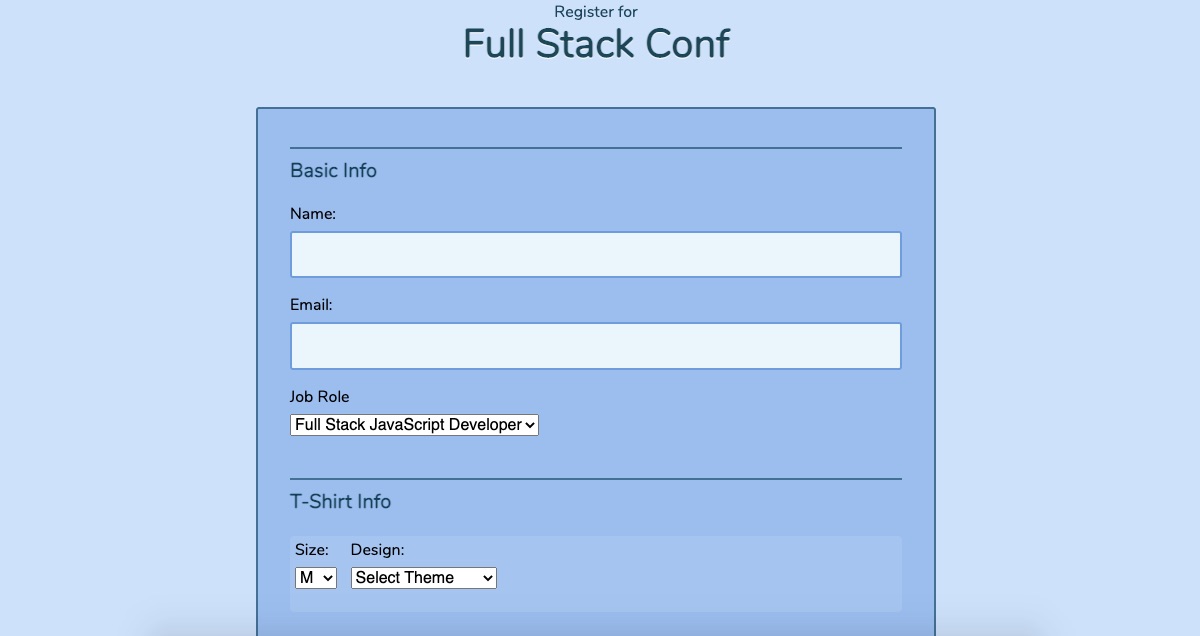 Register for
Full Stack Conf
Basic Info
Name:
Email:
Job Role
Full Stack JavaScript Developer
T-Shirt Info
Size: Design:
M Select Theme